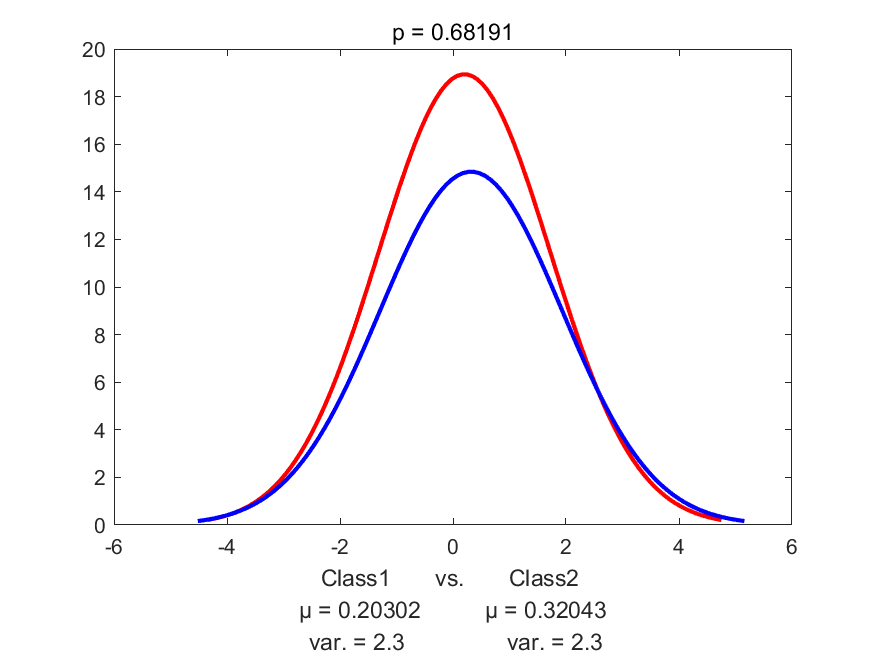 p = 0.68191
20
18
16
14
12
10
8
6
4
2
0
-6 -4 -2 0 2 4 6
Class1 vs. Class2
μ = 0.20302 μ = 0.32043
var. = 2.3 var. = 2.3